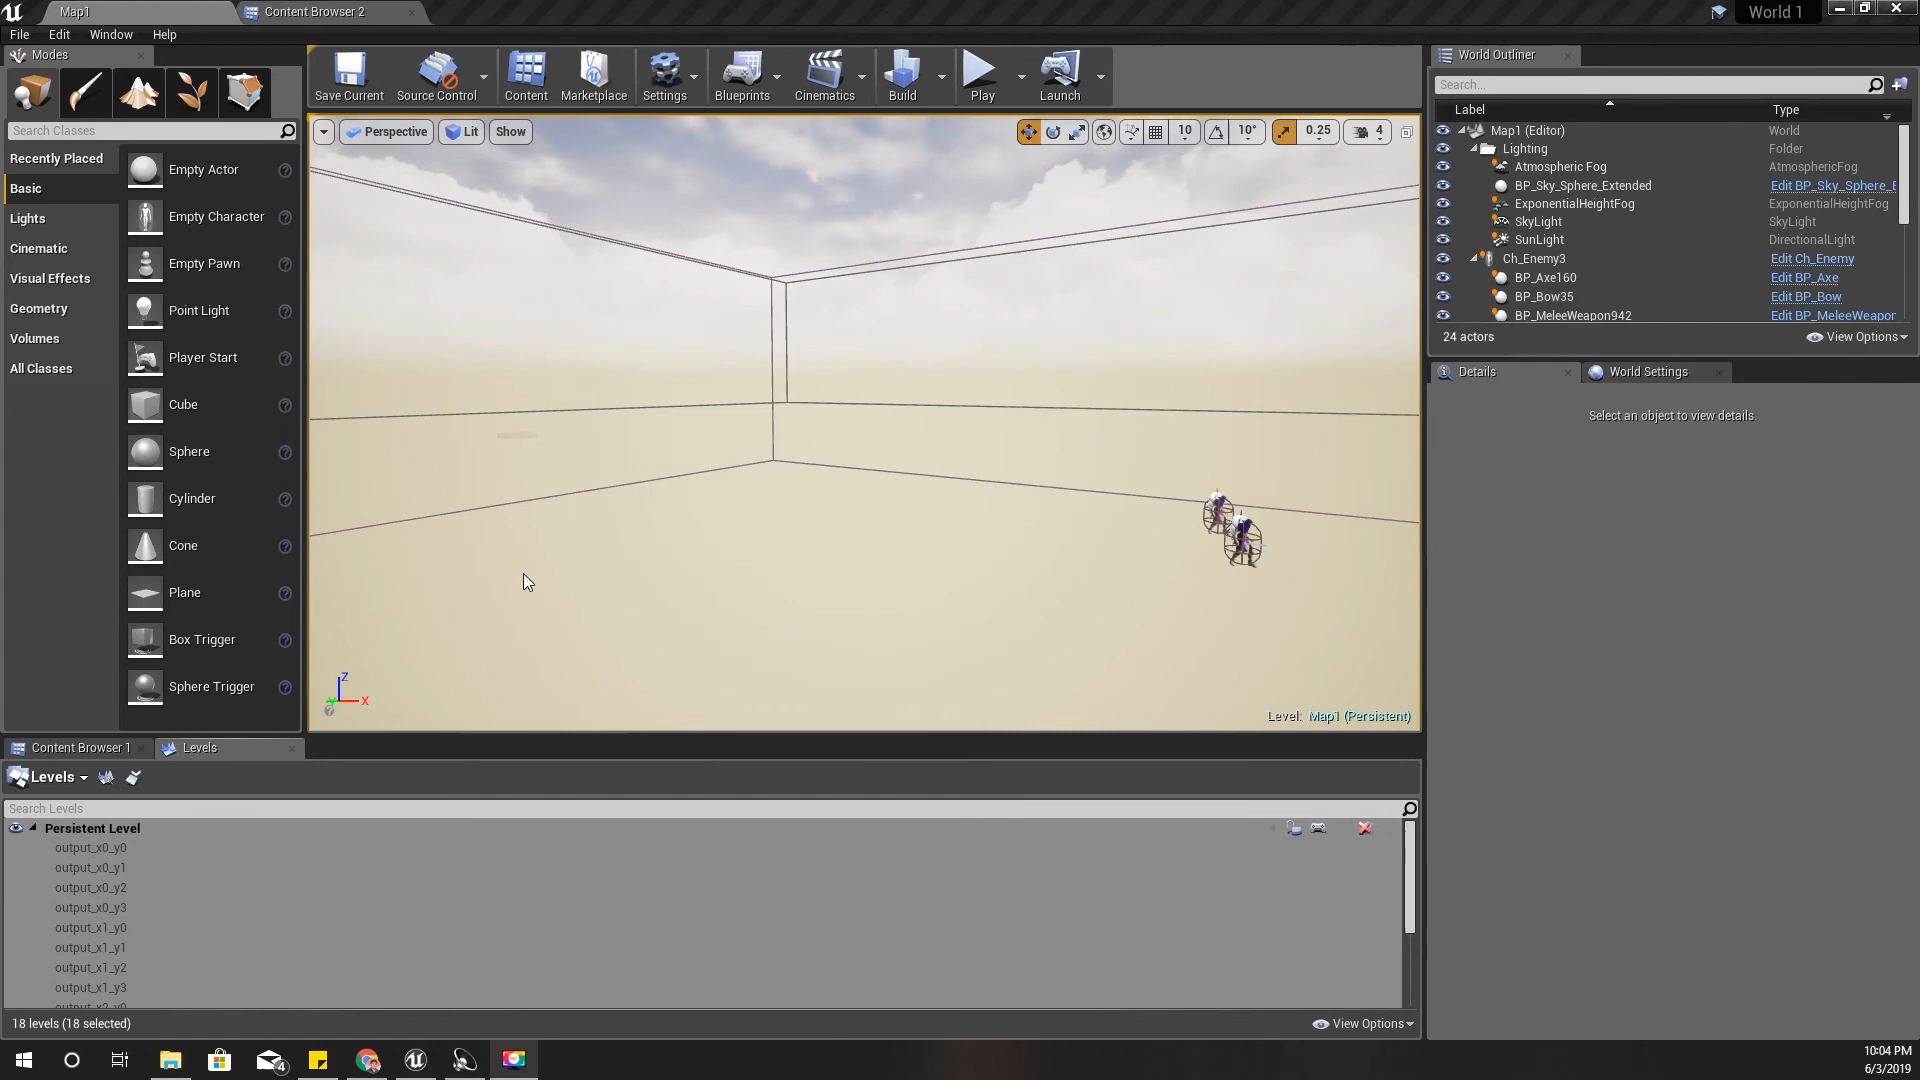 Map1
Content Browser 2
World 1
File Edit Window Help
Modes
Search Classes
Recently Placed
Basic
Lights
Cinematic
Visual Effects
Geometry
Volumes
All Classes
Empty Actor
Empty Character
Empty Pawn
Point Light
Player Start
Cube
Sphere
Cylinder
Cone
Plane
Box Trigger
Sphere Trigger
Save Current
Source Control
Content
Marketplace
Settings
Blueprints
Cinematics
Build
Play
Launch
Perspective
Lit
Show
10
10°
0.25
4
Z
X
Level: Map1 (Persistent)
World Outliner
Search...
Label Type
Map1 (Editor) World
Lighting Folder
Atmospheric Fog AtmosphericFog
BP_Sky_Sphere_Extended Edit BP_Sky_Sphere_E
ExponentialHeightFog ExponentialHeightFog
SkyLight SkyLight
SunLight DirectionalLight
Ch_Enemy3 Edit Ch_Enemy
BP_Axe160 Edit BP_Axe
BP_Bow35 Edit BP_Bow
BP_MeleeWeapon942 Edit BP_MeleeWeapon
24 actors
View Options
Details
World Settings
Select an object to view details.
Content Browser 1
Levels
Levels
Search Levels
Persistent Level
output_x0_y0
output_x0_y1
output_x0_y2
output_x0_y3
output_x1_y0
output_x1_y1
output_x1_y2
output_x1_y3
output_x2_y0
18 levels (18 selected)
View Options
4
10:04 PM
6/3/2019